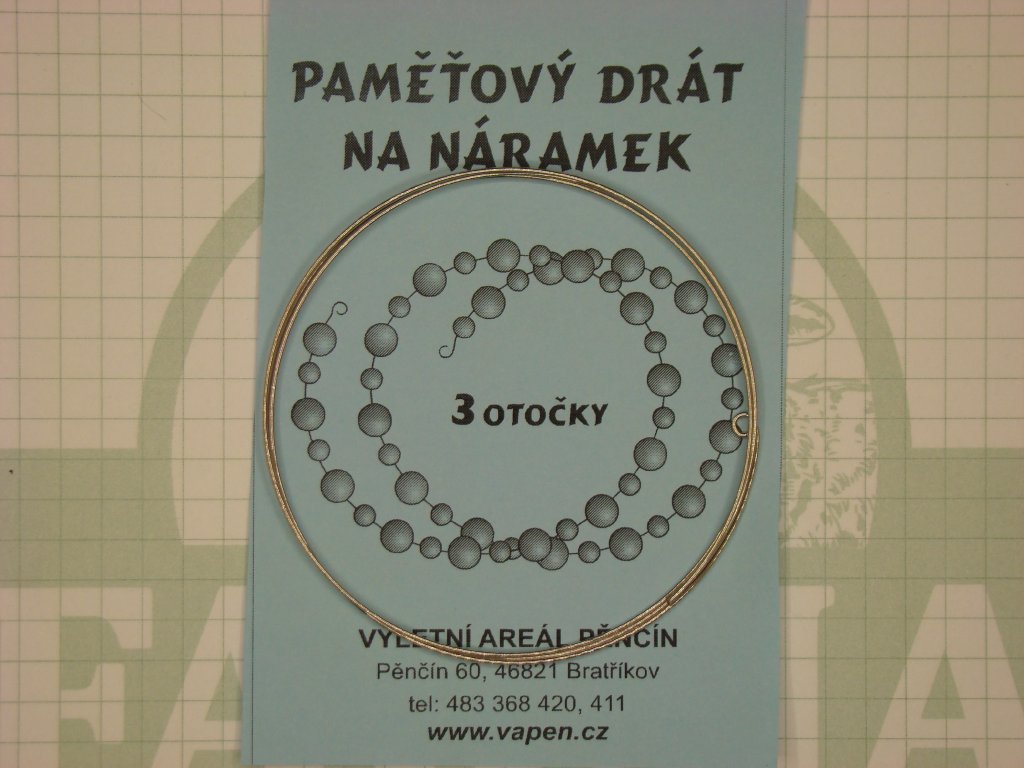 PAMĚŤOVÝ DRÁT
NA NÁRAMEK
3 OTOČKY
VÝLETNÍ AREÁL PĚNČÍN
Pěnčín 60, 46821 Bratříkov
tel: 483 368 420, 411
www.vapen.cz